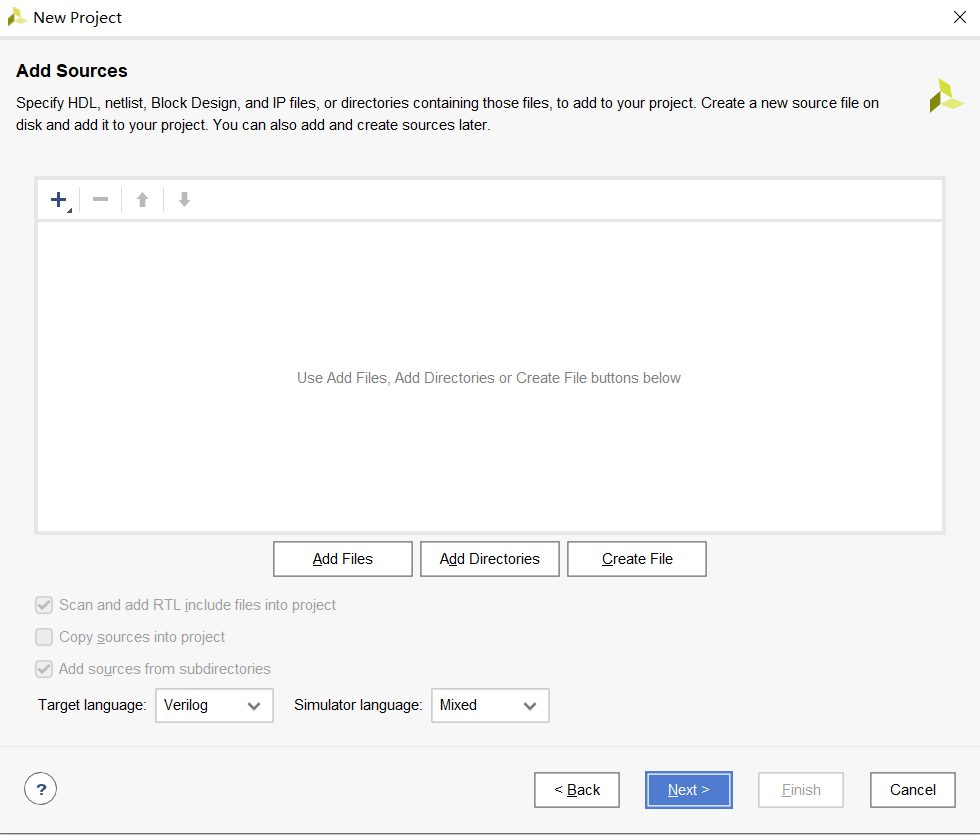 New Project
Add Sources
Specify HDL, netlist, Block Design, and IP files, or directories containing those files, to add to your project. Create a new source file on
disk and add it to your project. You can also add and create sources later.
Use Add Files, Add Directories or Create File buttons below
Add Files Add Directories Create File
Scan and add RTL include files into project
Copy sources into project
Add sources from subdirectories
Target language: Verilog Simulator language: Mixed
? < Back Next > Finish Cancel